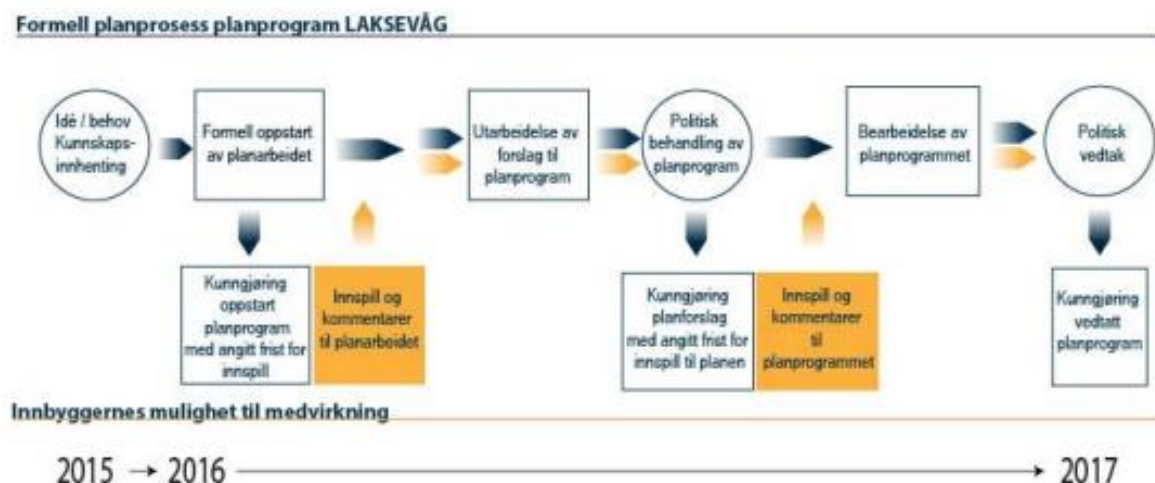 Formell planprosess planprogram LAKSEVÅG
Idé / behov
Kunnskaps-
innhenting
Formell oppstart
av planarbeidet
Utarbeidelse av
forslag til
planprogram
Politisk
behandling av
planprogram
Bearbeidelse av
planprogrammet
Politisk
vedtak
Kunngjøring
oppstart
planprogram
med angitt frist for
innspill
Innspill og
kommentarer
til planarbeidet
Kunngjøring
planforslag
med angitt frist for
innspill til planen
Innspill og
kommentarer
til
planprogrammet
Kunngjøring
vedtatt
planprogram
Innbyggernes mulighet til medvirkning
2015 → 2016 → 2017